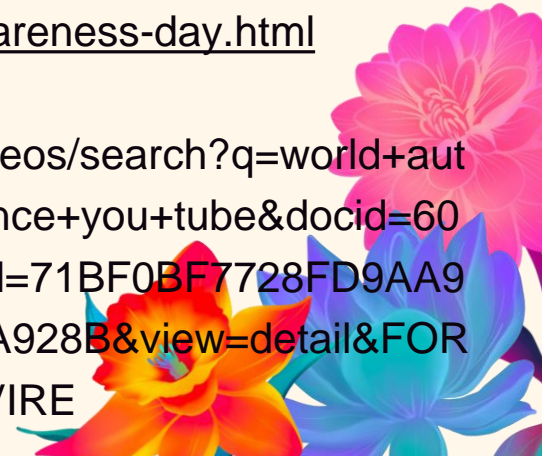 areness-day.html
eos/search?q=world+aut
nce+you+tube&docid=60
=71BF0BF7728FD9AA9
A928B&view=detail&FOR
VIRE